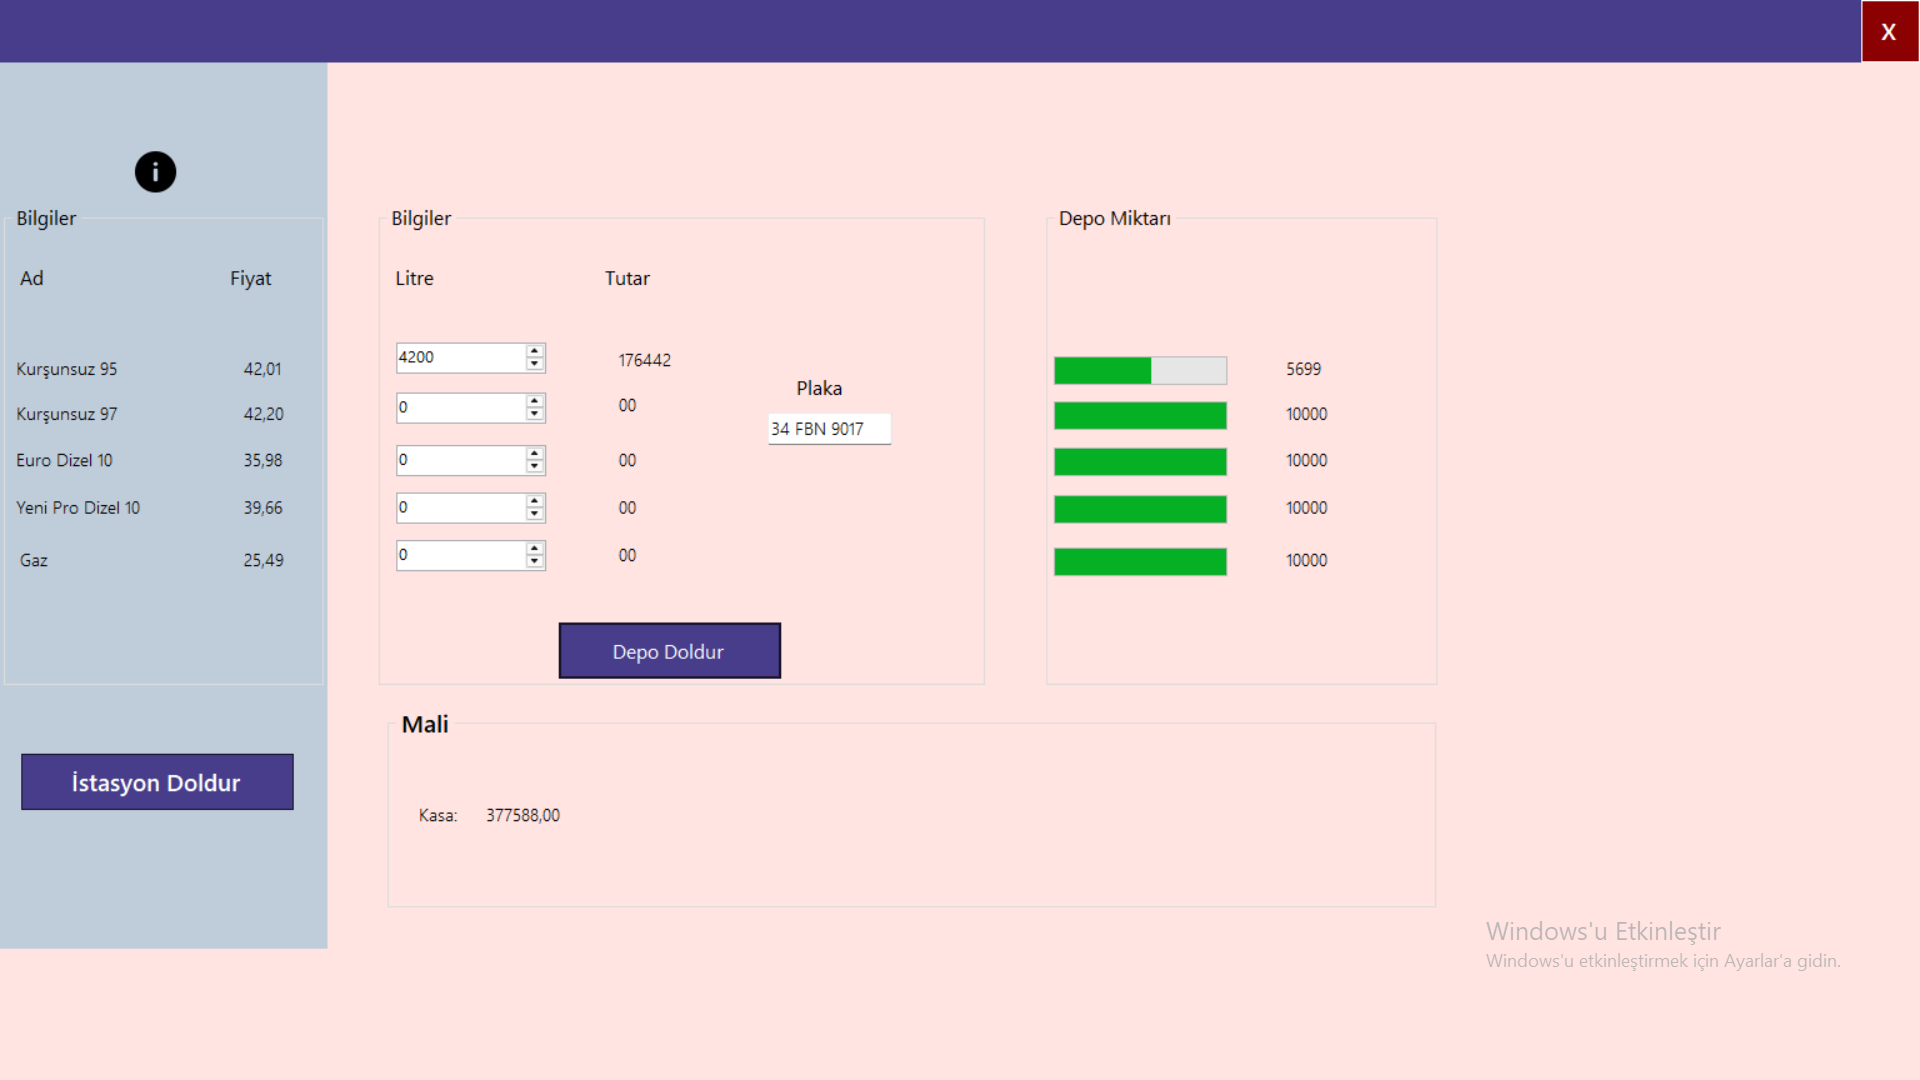 X
i
Bilgiler
Ad Fiyat
Kurşunsuz 95 42,01
Kurşunsuz 97 42,20
Euro Dizel 10 35,98
Yeni Pro Dizel 10 39,66
Gaz 25,49
İstasyon Doldur
Bilgiler
Litre Tutar
4200 176442
0 00
0 00
0 00
0 00
Plaka
34 FBN 9017
Depo Doldur
Depo Miktarı
5699
10000
10000
10000
10000
Mali
Kasa: 377588,00
Windows'u Etkinleştir
Windows'u etkinleştirmek için Ayarlar'a gidin.